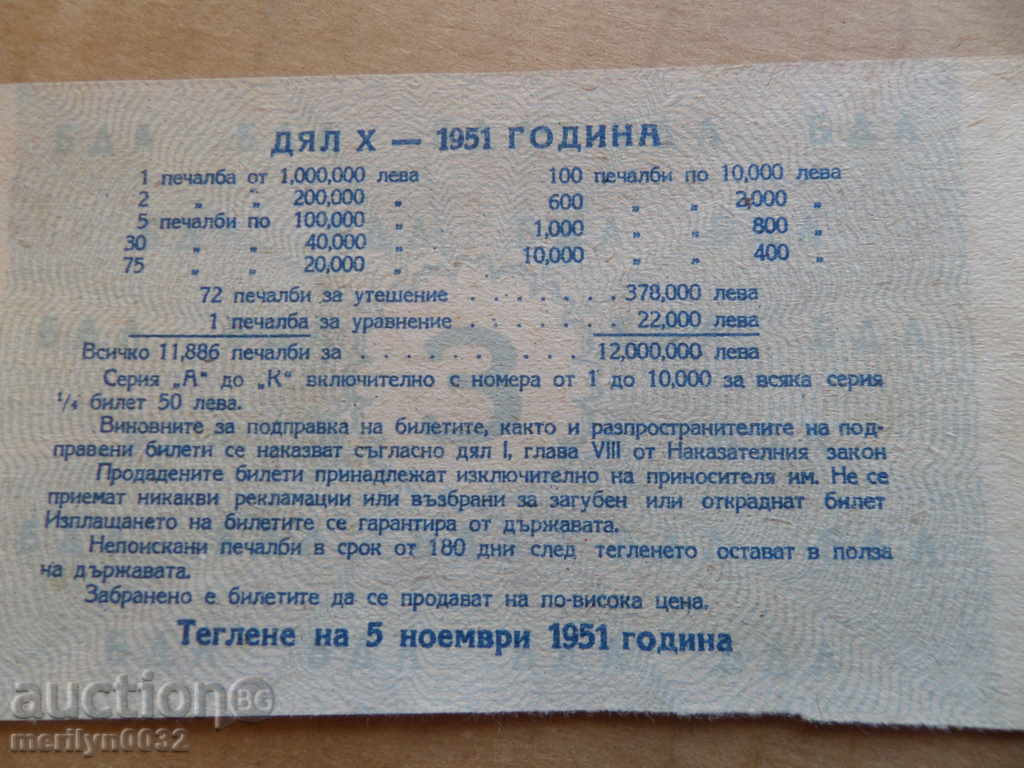 ДЯЛ X — 1951 ГОДИНА
1 печалба от 1,000,000 лева
2 „ „ 200,000 „
5 печалби по 100,000 „
30 „ „ 40,000 „
75 „ „ 20,000 „
100 печалби по 10,000 лева
600 „ „ 2,000 „
1,000 „ „ 800 „
10,000 „ „ 400 „
72 печалби за утешение . . . . . . . 378,000 лева
1 печалба за уравнение . . . . . . 22,000 лева
Всичко 11,886 печалби за . . . . . . . . . . 12,000,000 лева
Серия „А" до „К" включително с номера от 1 до 10,000 за всяка серия
¼ билет 50 лева.
Виновните за подправка на билетите, както и разпространителите на под-
правени билети се наказват съгласно дял I, глава VIII от Наказателния закон
Продадените билети принадлежат изключително на приносителя им. Не се
приемат никакви рекламации или възбрани за загубен или откраднат билет
Изплащането на билетите се гарантира от държавата.
Непоискани печалби в срок от 180 дни след тегленето остават в полза
на държавата.
Забранено е билетите да се продават на по-висока цена.
Теглене на 5 ноември 1951 година
auction BG
merilyn0032